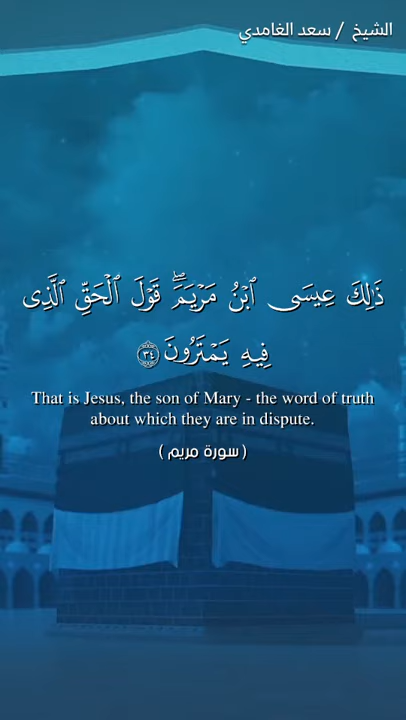 الشيخ / سعد الغامدي
ذَٰلِكَ عِيسَى ٱبْنُ مَرْيَمَ ۖ قَوْلَ ٱلْحَقِّ ٱلَّذِى
فِيهِ يَمْتَرُونَ ٣٤
That is Jesus, the son of Mary - the word of truth
about which they are in dispute.
( سورة مريم )